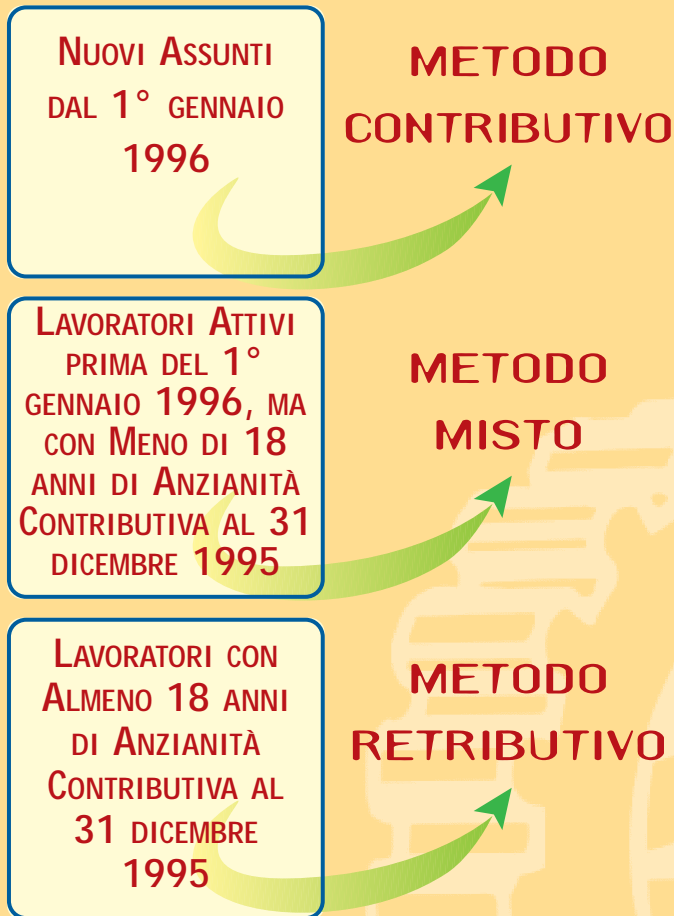 Nuovi Assunti
dal 1° gennaio
1996
METODO
CONTRIBUTIVO
Lavoratori Attivi
prima del 1°
gennaio 1996, ma
con Meno di 18
anni di Anzianità
Contributiva al 31
dicembre 1995
METODO
MISTO
Lavoratori con
Almeno 18 anni
di Anzianità
Contributiva al
31 dicembre
1995
METODO
RETRIBUTIVO